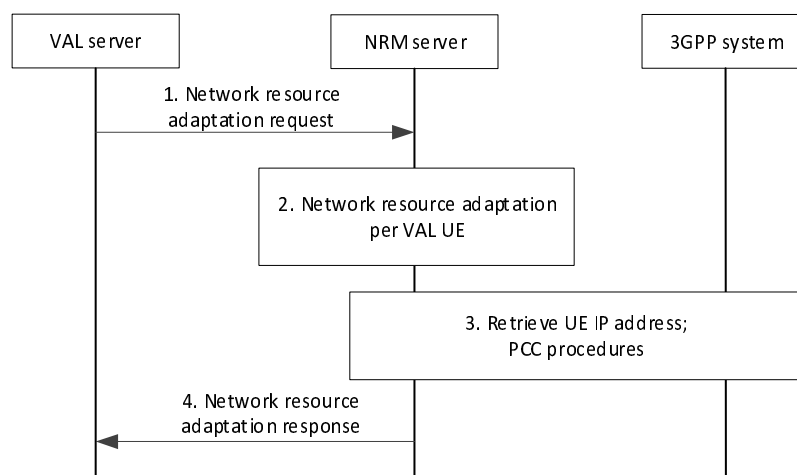 VAL server
NRM server
3GPP system
1. Network resource
adaptation request
2. Network resource adaptation
per VAL UE
3. Retrieve UE IP address;
PCC procedures
4. Network resource
adaptation response